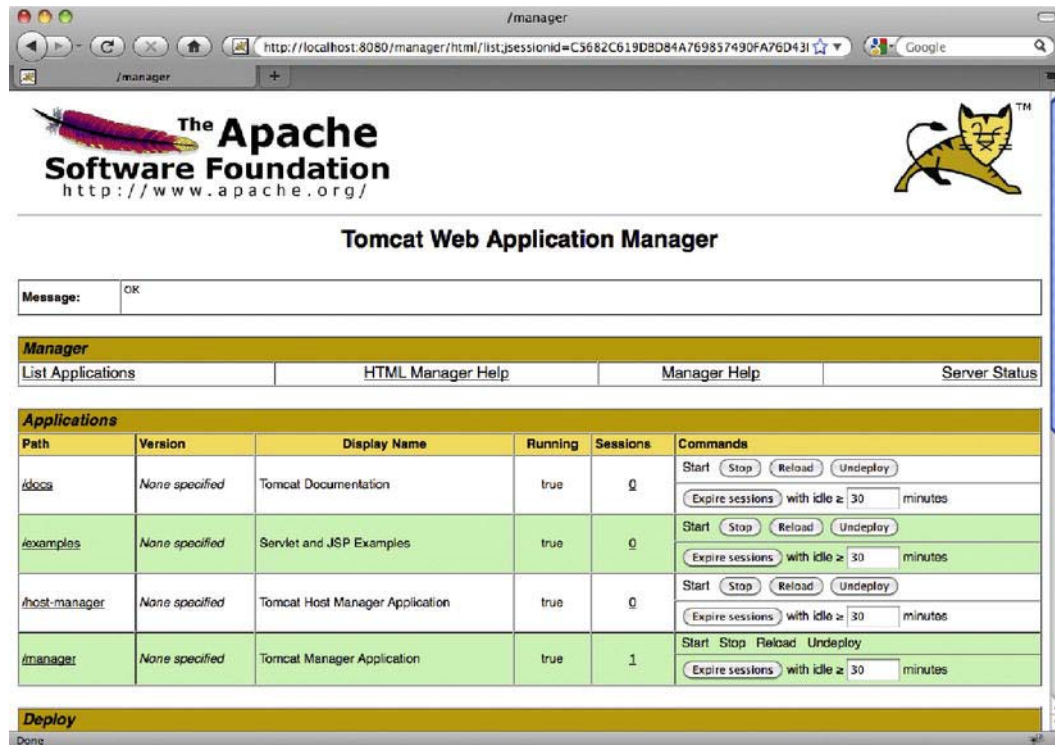 /manager
http://localhost:8080/manager/html/list;jsessionid=C5682C619DBD84A769857490FA76D43
Google
/manager
+
The Apache
Software Foundation
http://www.apache.org/
TM
Tomcat Web Application Manager
Message: OK
Manager
List Applications HTML Manager Help Manager Help Server Status
Applications
Path Version Display Name Running Sessions Commands
/docs None specified Tomcat Documentation true 0 Start Stop Reload Undeploy
Expire sessions with idle ≥ 30 minutes
/examples None specified Servlet and JSP Examples true 0 Start Stop Reload Undeploy
Expire sessions with idle ≥ 30 minutes
/host-manager None specified Tomcat Host Manager Application true 0 Start Stop Reload Undeploy
Expire sessions with idle ≥ 30 minutes
/manager None specified Tomcat Manager Application true 1 Start Stop Reload Undeploy
Expire sessions with idle ≥ 30 minutes
Deploy
Done